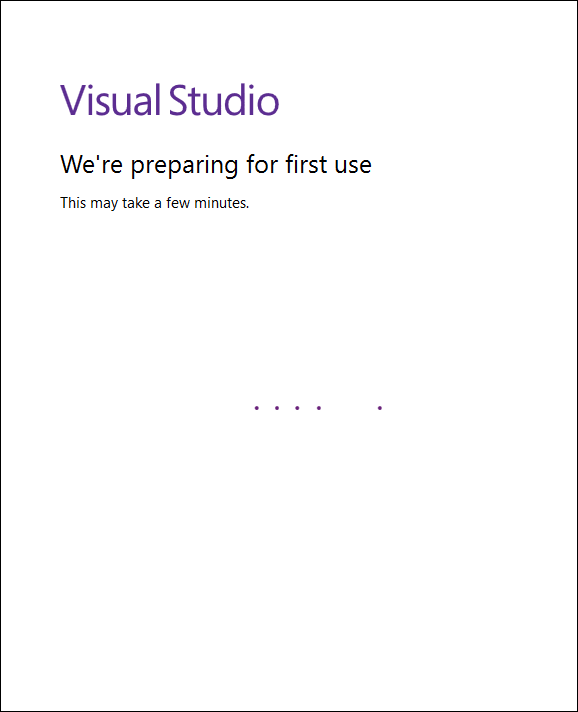 Visual Studio
We're preparing for first use
This may take a few minutes.